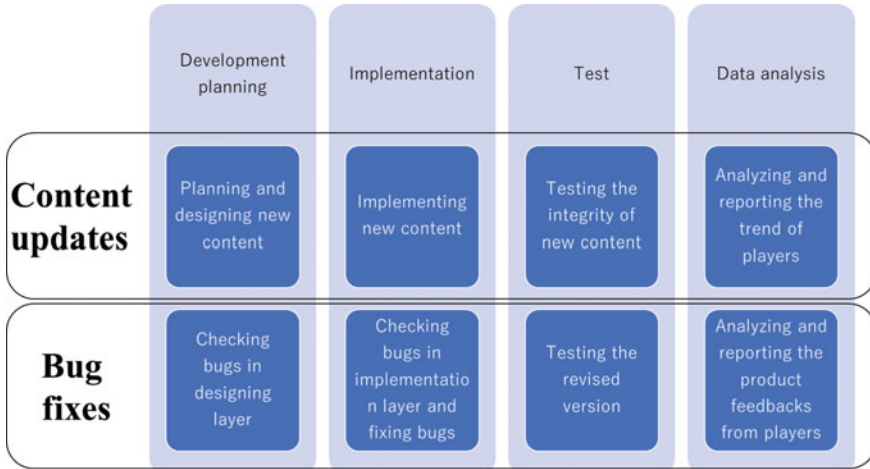 Development
planning
Implementation
Test
Data analysis
Content
updates
Planning and
designing new
content
Implementing
new content
Testing the
integrity of
new content
Analyzing and
reporting the
trend of
players
Bug
fixes
Checking
bugs in
designing
layer
Checking
bugs in
implementatio
n layer and
fixing bugs
Testing the
revised
version
Analyzing and
reporting the
product
feedbacks
from players